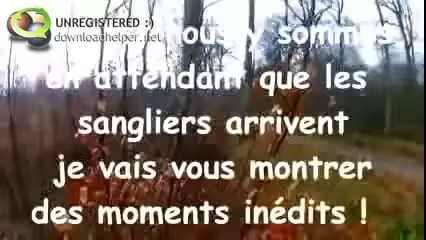 UNREGISTERED :)
downloadhelper.net
nous y sommes
en attendant que les
sangliers arrivent
je vais vous montrer
des moments inédits !